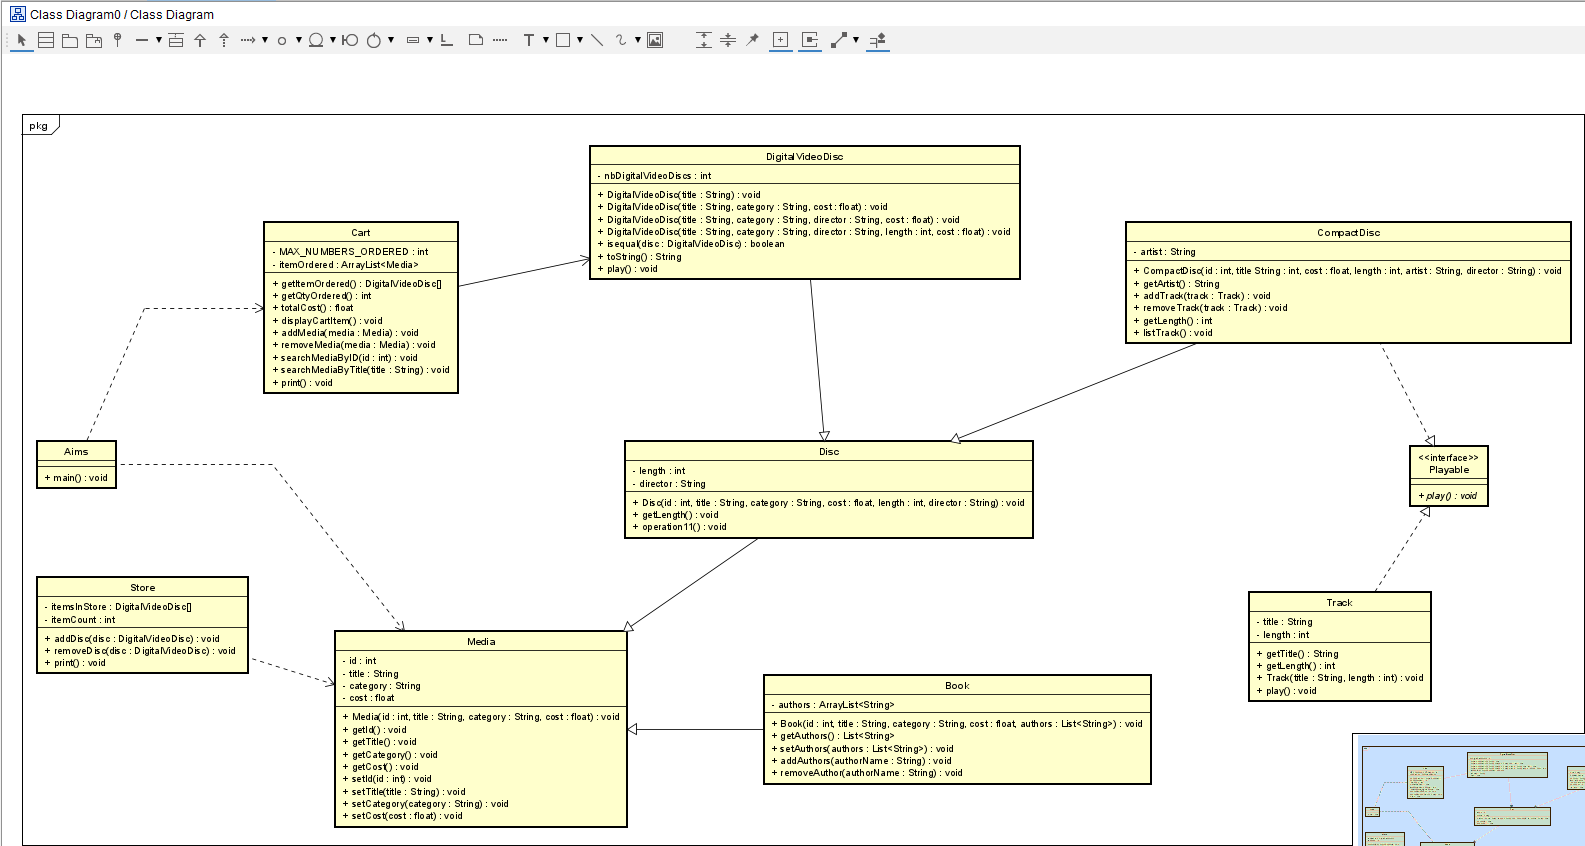 Class Diagram0 / Class Diagram
pkg
DigitalVideoDisc
- nbDigitalVideoDiscs : int
+ DigitalVideoDisc(title : String) : void
+ DigitalVideoDisc(title : String, category : String, cost : float) : void
+ DigitalVideoDisc(title : String, category : String, director : String, cost : float) : void
+ DigitalVideoDisc(title : String, category : String, director : String, length : int, cost : float) : void
+ isequal(disc : DigitalVideoDisc) : boolean
+ toString() : String
+ play() : void
Cart
- MAX_NUMBERS_ORDERED : int
- itemOrdered : ArrayList<Media>
+ getItemOrdered() : DigitalVideoDisc[]
+ getQtyOrdered() : int
+ totalCost() : float
+ displayCartItem() : void
+ addMedia(media : Media) : void
+ removeMedia(media : Media) : void
+ searchMediaByID(id : int) : void
+ searchMediaByTitle(title : String) : void
+ print() : void
CompactDisc
- artist : String
+ CompactDisc(id : int, title String : int, cost : float, length : int, artist : String, director : String) : void
+ getArtist() : String
+ addTrack(track : Track) : void
+ removeTrack(track : Track) : void
+ getLength() : int
+ listTrack() : void
Aims
+ main() : void
Disc
- length : int
- director : String
+ Disc(id : int, title : String, category : String, cost : float, length : int, director : String) : void
+ getLength() : void
+ operation11() : void
<<interface>>
Playable
+ play() : void
Store
- itemsInStore : DigitalVideoDisc[]
- itemCount : int
+ addDisc(disc : DigitalVideoDisc) : void
+ removeDisc(disc : DigitalVideoDisc) : void
+ print() : void
Track
- title : String
- length : int
+ getTitle() : String
+ getLength() : int
+ Track(title : String, length : int) : void
+ play() : void
Media
- id : int
- title : String
- category : String
- cost : float
+ Media(id : int, title : String, category : String, cost : float) : void
+ getId() : void
+ getTitle() : void
+ getCategory() : void
+ getCost() : void
+ setId(id : int) : void
+ setTitle(title : String) : void
+ setCategory(category : String) : void
+ setCost(cost : float) : void
Book
- authors : ArrayList<String>
+ Book(id : int, title : String, category : String, cost : float, authors : List<String>) : void
+ getAuthors() : List<String>
+ setAuthors(authors : List<String>) : void
+ addAuthors(authorName : String) : void
+ removeAuthor(authorName : String) : void